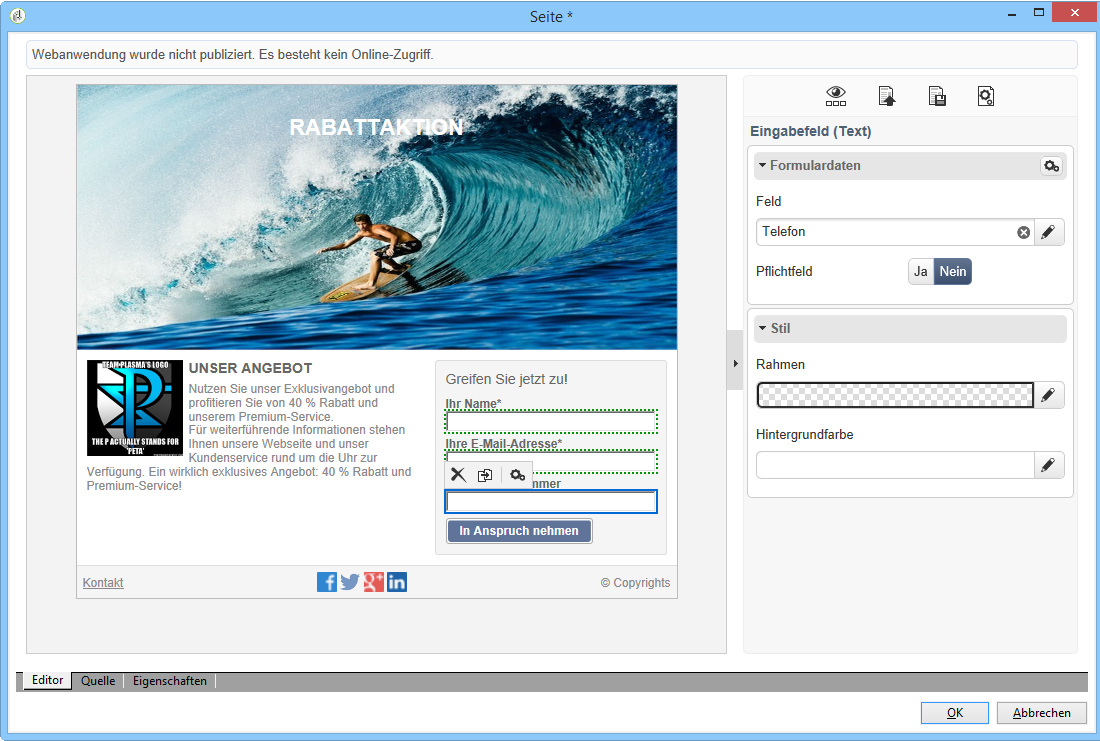 Seite *
Webanwendung wurde nicht publiziert. Es besteht kein Online-Zugriff.
RABATTAKTION
TEAM-PLASMA'S LOGO
THE P ACTUALLY STANDS FOR
'PETA'
UNSER ANGEBOT
Nutzen Sie unser Exklusivangebot und
profitieren Sie von 40 % Rabatt und
unserem Premium-Service.
Für weiterführende Informationen stehen
Ihnen unsere Webseite und unser
Kundenservice rund um die Uhr zur
Verfügung. Ein wirklich exklusives Angebot: 40 % Rabatt und
Premium-Service!
Greifen Sie jetzt zu!
Ihr Name*
Ihre E-Mail-Adresse*
mmer
In Anspruch nehmen
Kontakt
© Copyrights
Eingabefeld (Text)
Formulardaten
Feld
Telefon
Pflichtfeld
Ja Nein
Stil
Rahmen
Hintergrundfarbe
Editor Quelle Eigenschaften
OK Abbrechen